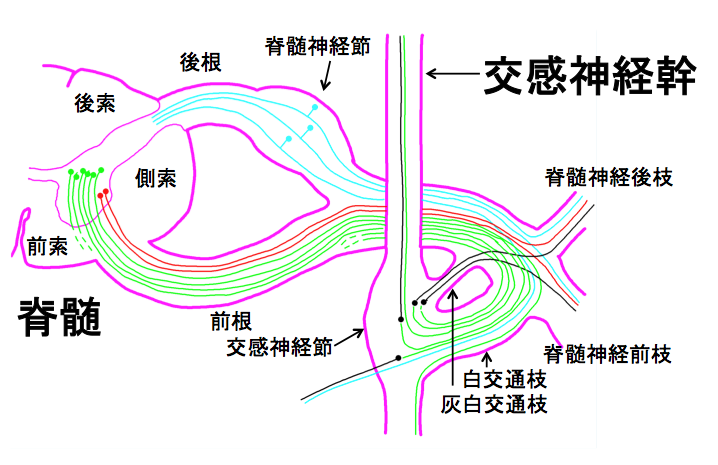 脊髄神経節
後根
交感神経幹
後索
側索
脊髄神経後枝
前索
脊髄
前根
交感神経節
脊髄神経前枝
白交通枝
灰白交通枝